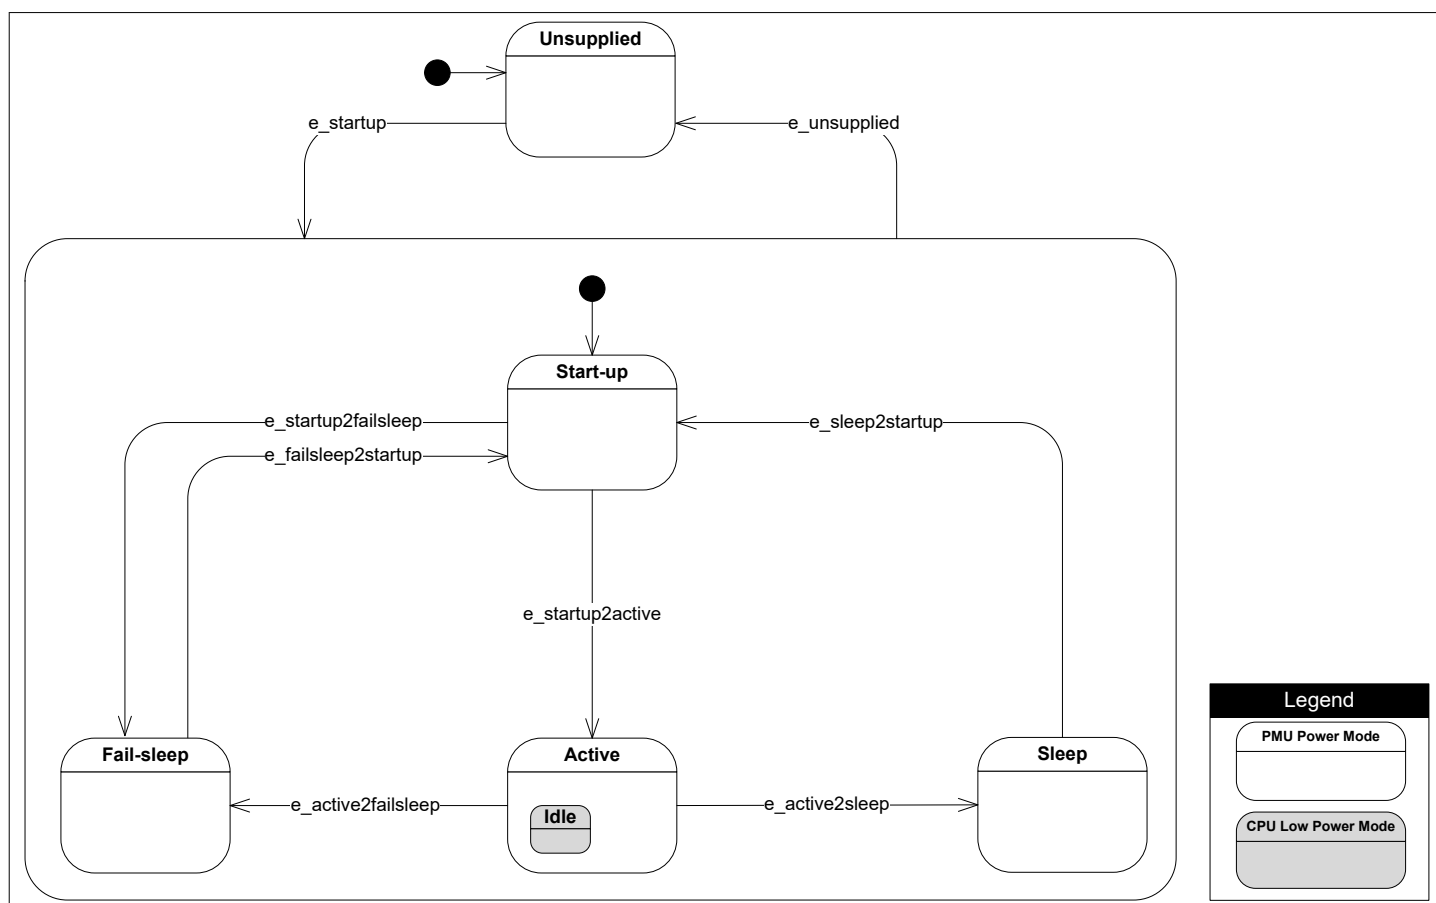 Unsupplied
e_startup
e_unsupplied
Start-up
e_startup2failsleep
e_sleep2startup
e_failsleep2startup
e_startup2active
Legend
PMU Power Mode
Fail-sleep
Active
Sleep
e_active2failsleep
e_active2sleep
Idle
CPU Low Power Mode